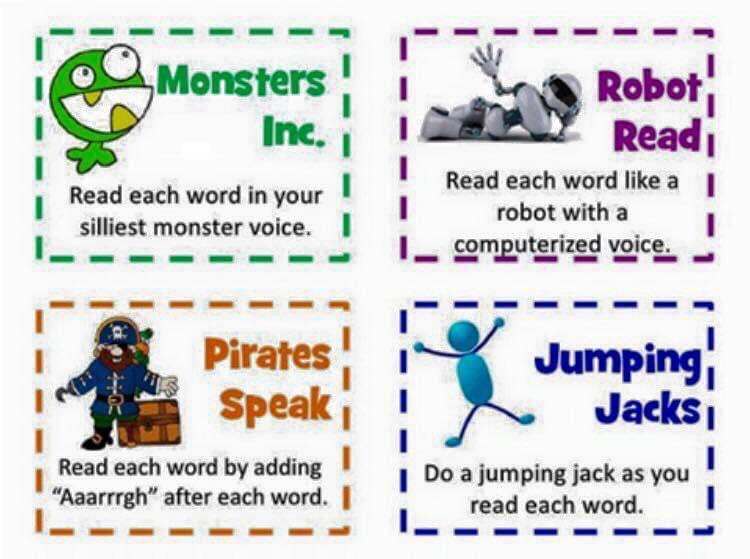 Monsters
Inc.
Read each word in your
silliest monster voice.
Robot
Read
Read each word like a
robot with a
computerized voice.
Pirates
Speak
Read each word by adding
“Aaarrrgh” after each word.
Jumping
Jacks
Do a jumping jack as you
read each word.